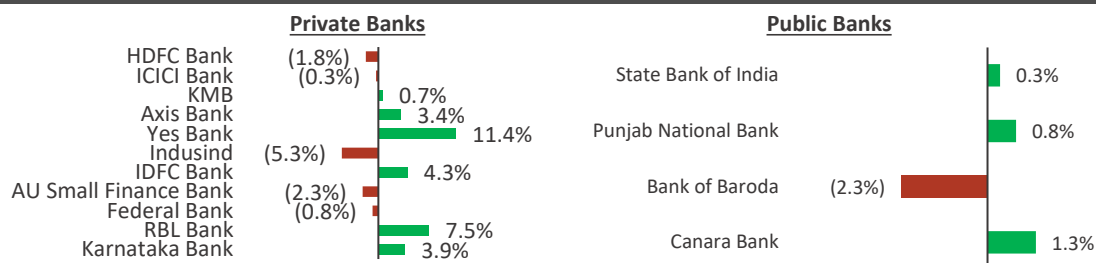 Private Banks
HDFC Bank (1.8%)
ICICI Bank (0.3%)
KMB 0.7%
Axis Bank 3.4%
Yes Bank 11.4%
Indusind (5.3%)
IDFC Bank 4.3%
AU Small Finance Bank (2.3%)
Federal Bank (0.8%)
RBL Bank 7.5%
Karnataka Bank 3.9%
Public Banks
State Bank of India 0.3%
Punjab National Bank 0.8%
Bank of Baroda (2.3%)
Canara Bank 1.3%